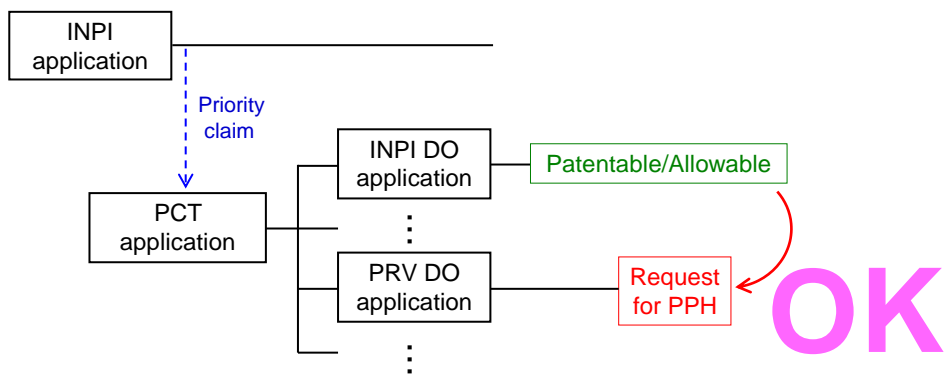 INPI
application
Priority
claim
INPI DO
application
Patentable/Allowable
PCT
application
PRV DO
application
Request
for PPH
OK